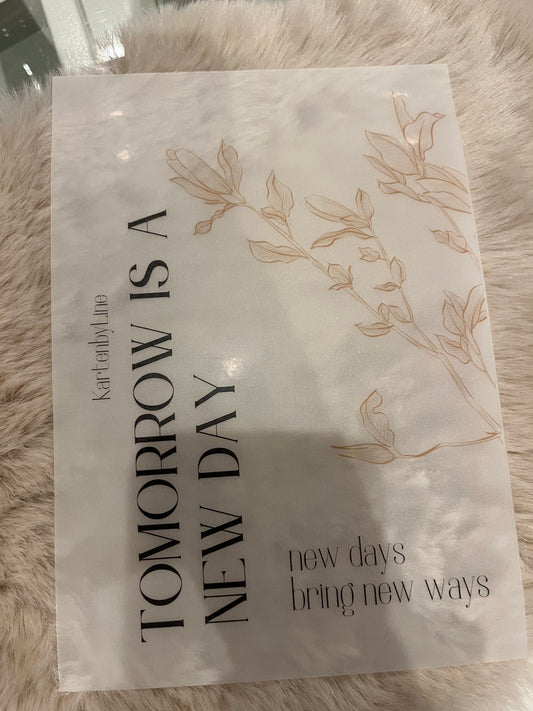 KartenbyLine
TOMORROW IS A
NEW DAY
new days
bring new ways